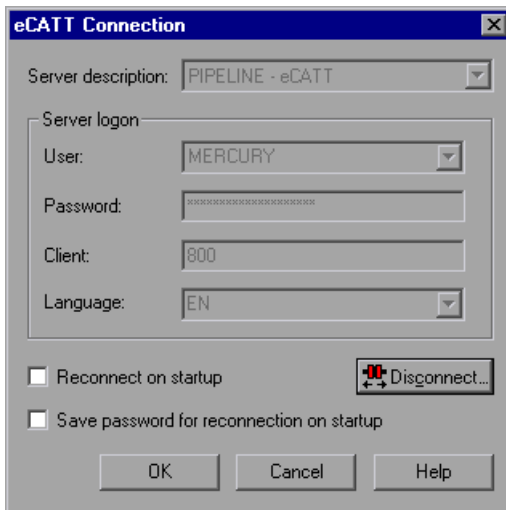 eCATT Connection
Server description: PIPELINE - eCATT
Server logon
User: MERCURY
Password: ********************
Client: 800
Language: EN
Reconnect on startup Disconnect...
Save password for reconnection on startup
OK Cancel Help